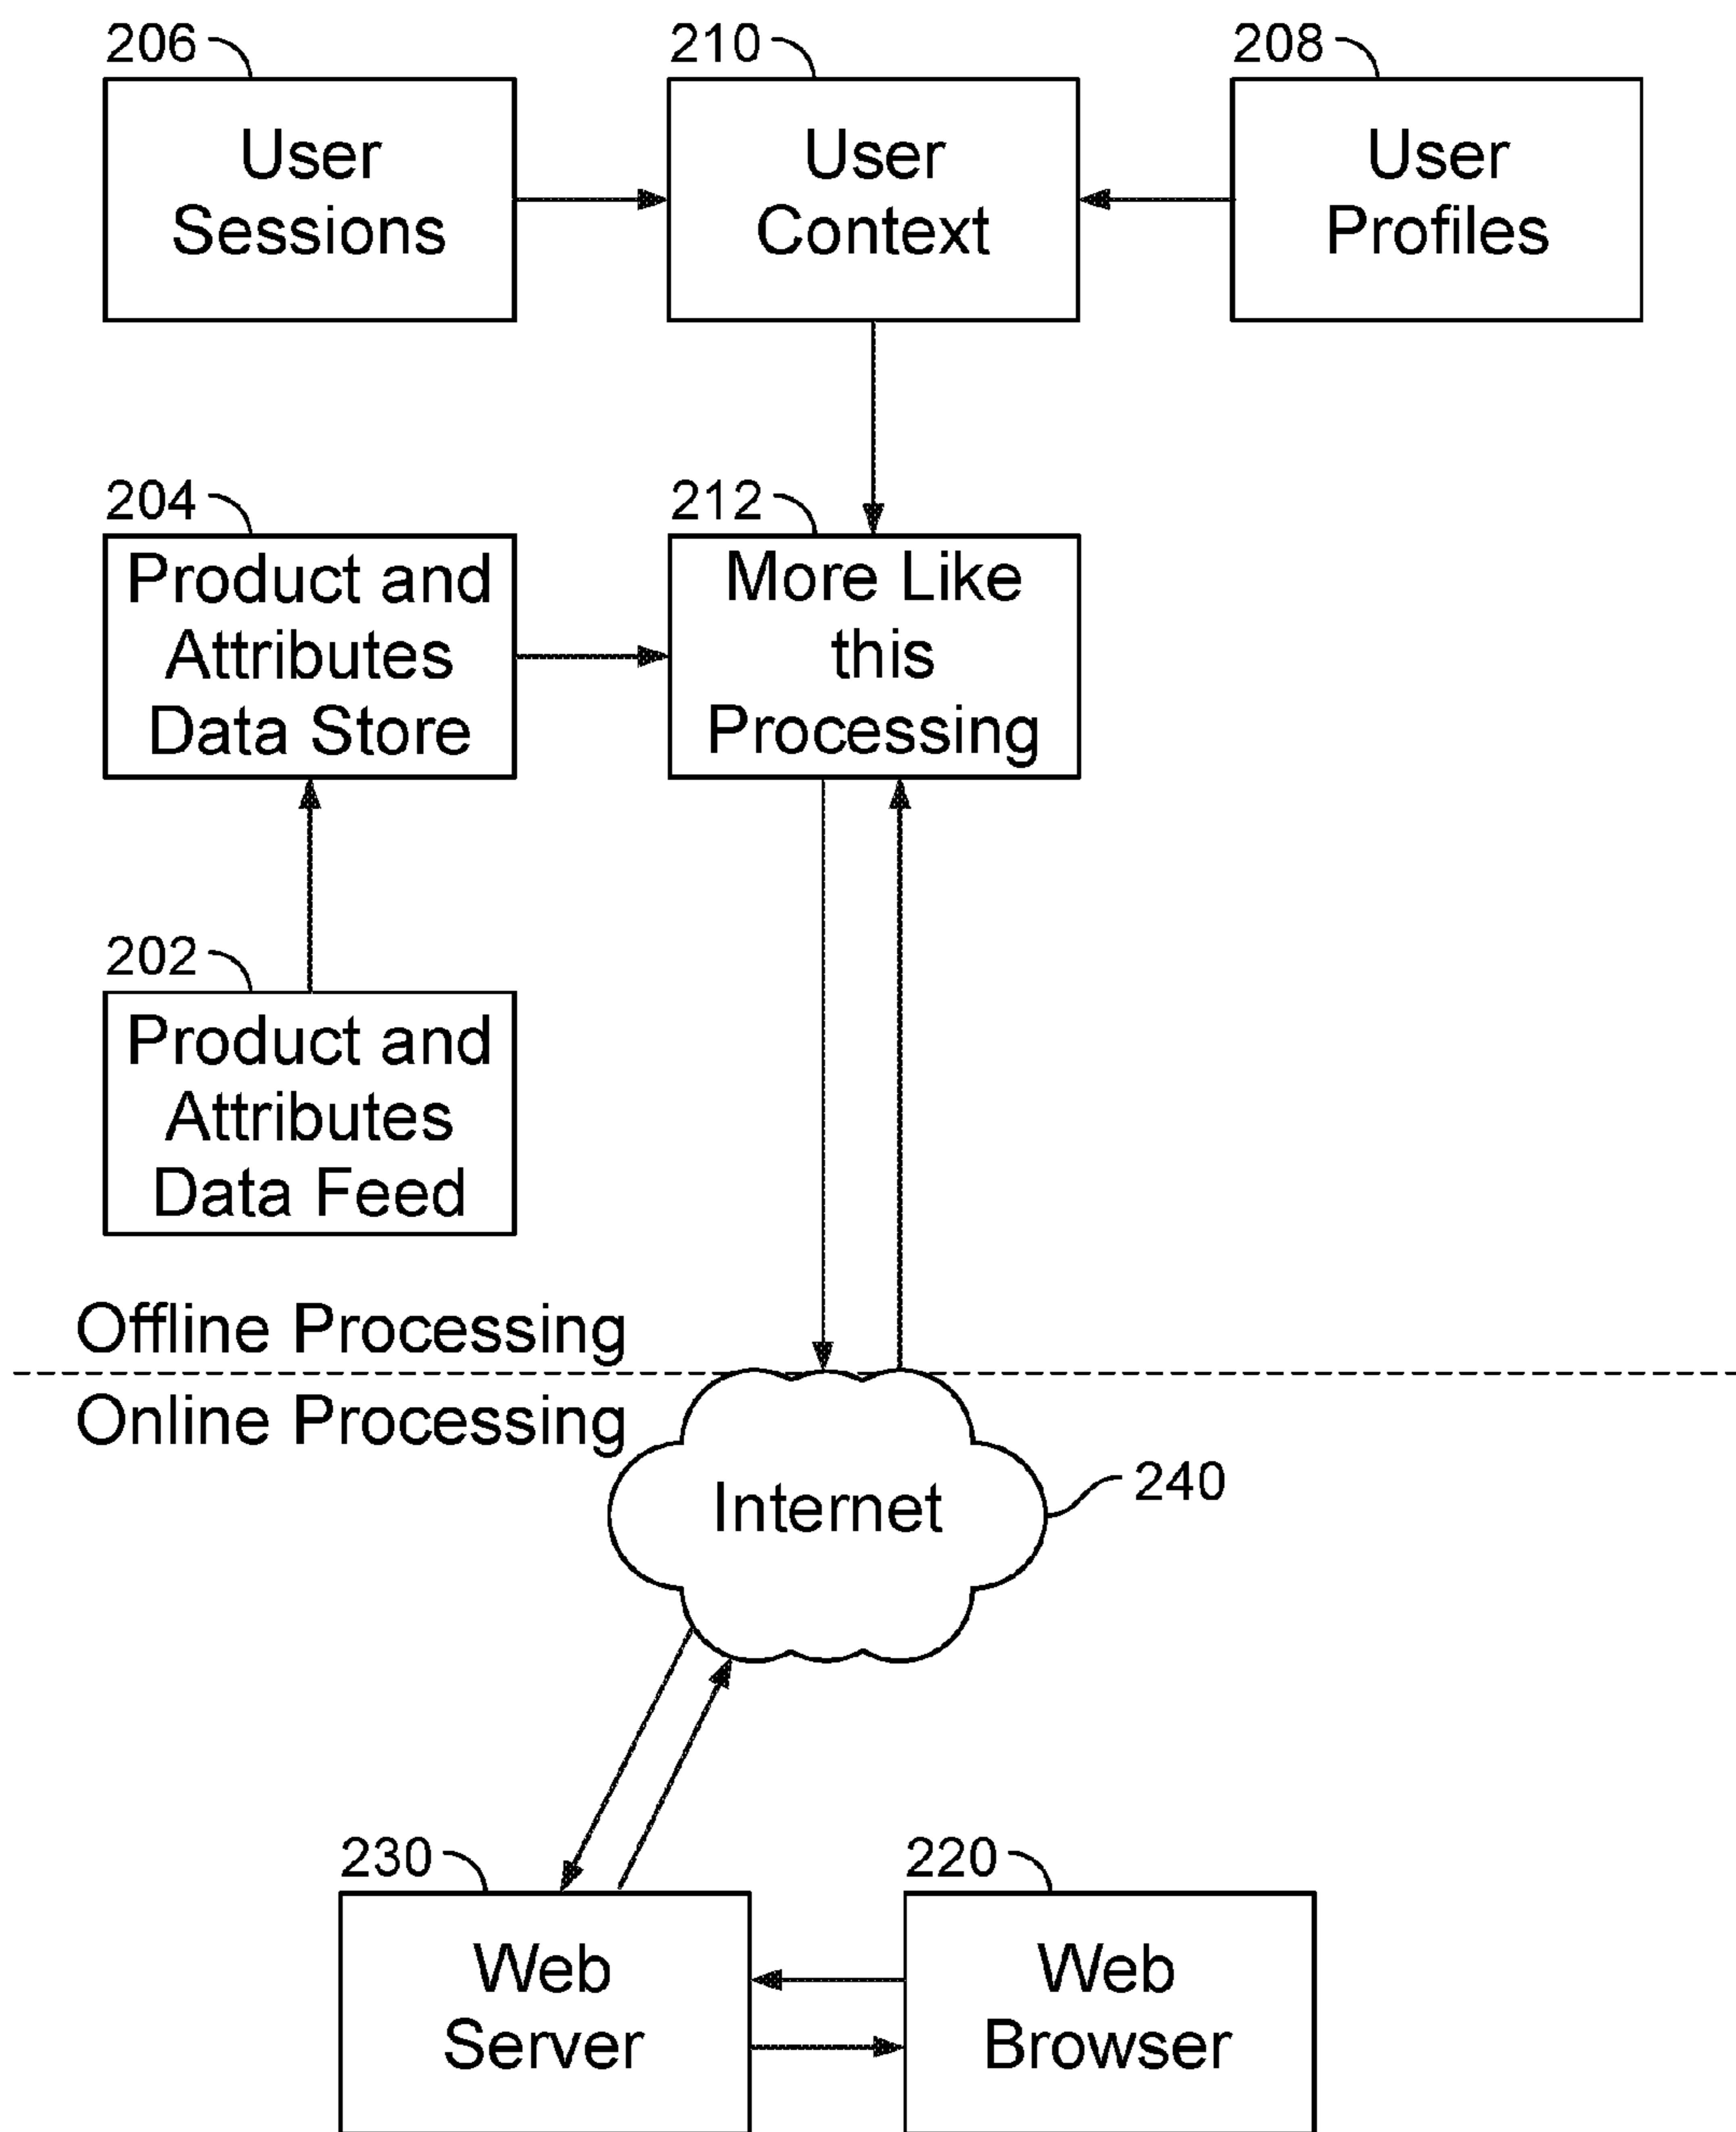 206
User
Sessions
210
User
Context
208
User
Profiles
204
Product and
Attributes
Data Store
212
More Like
this
Processing
202
Product and
Attributes
Data Feed
Offline Processing
Online Processing
Internet
240
230
Web
Server
220
Web
Browser